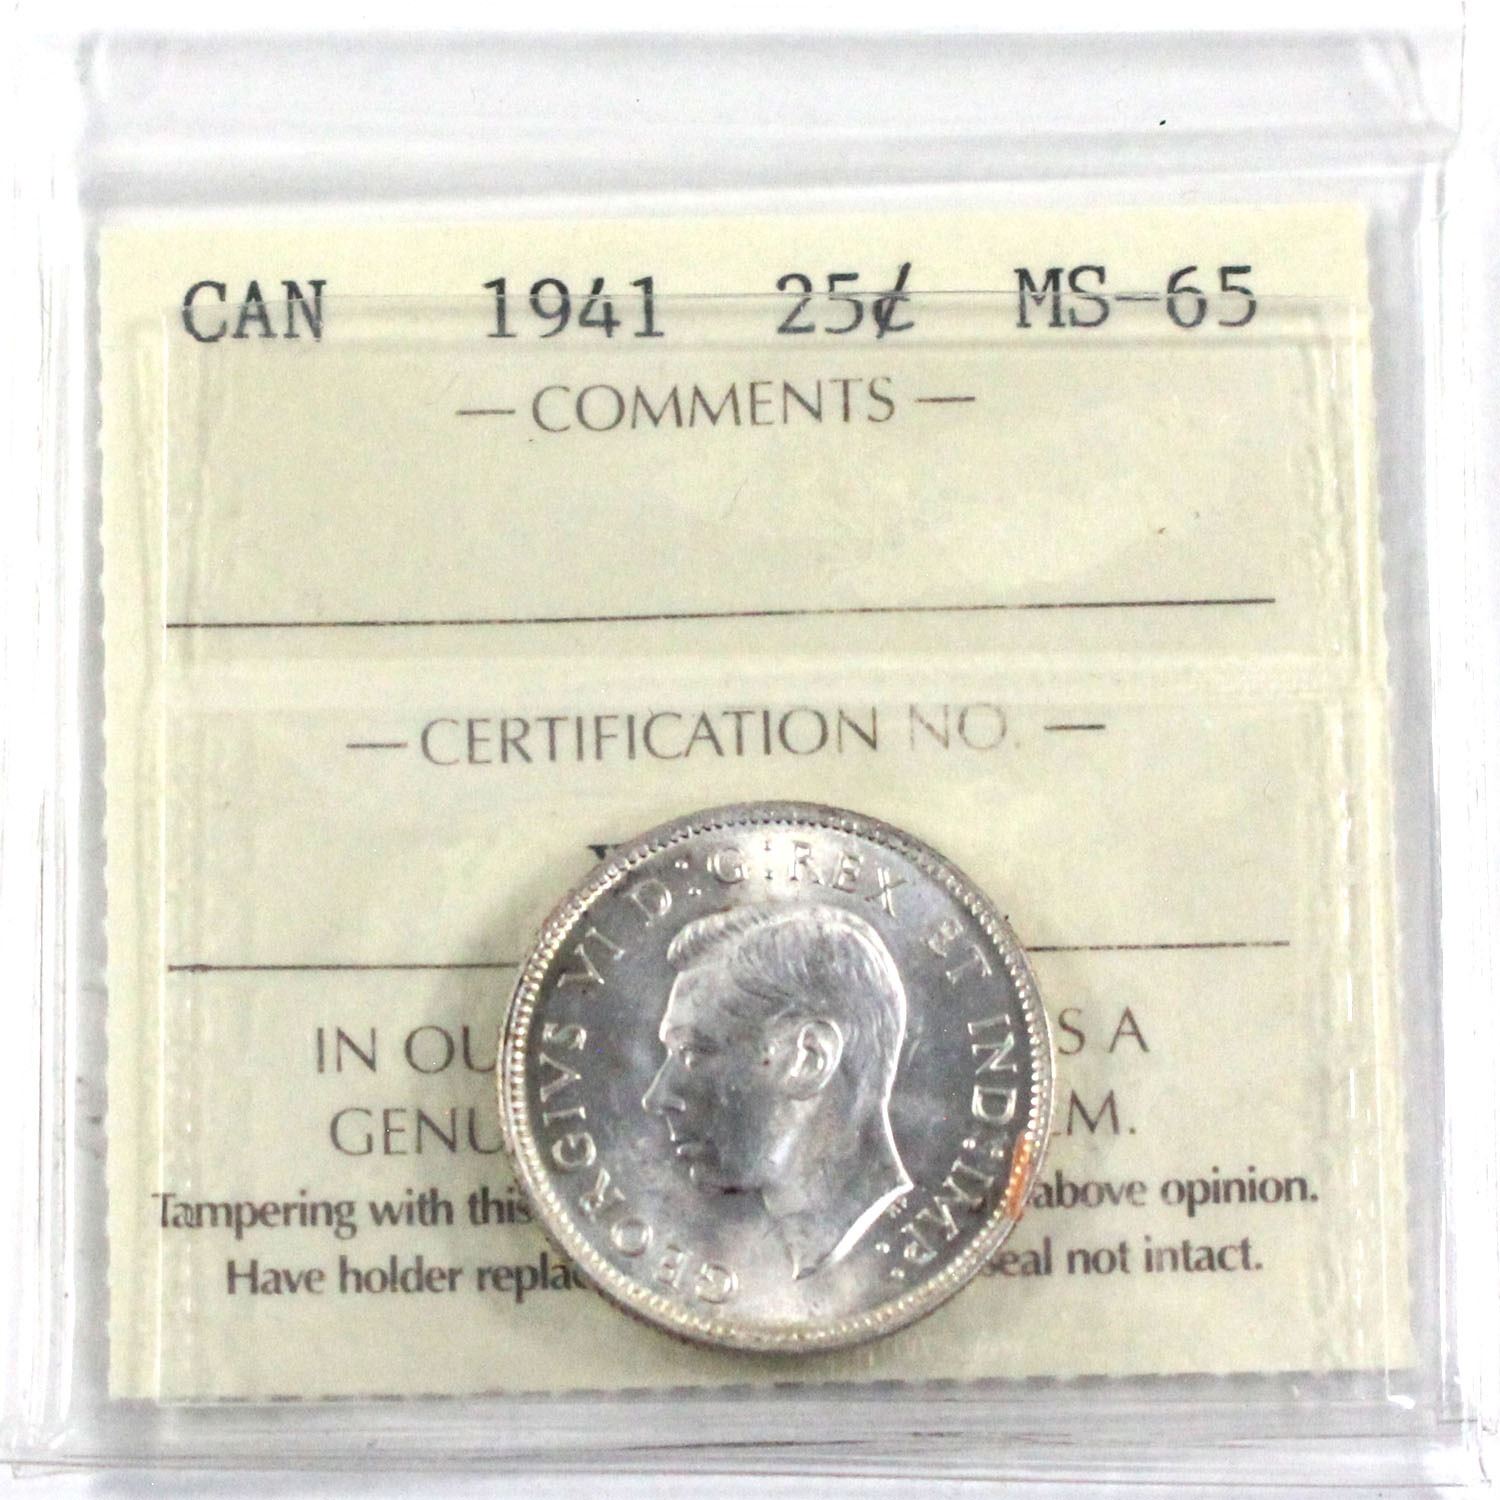 CAN 1941 25¢ MS-65
— COMMENTS —
— CERTIFICATION NO. —
IN OU S A
GENU M.
Tampering with this above opinion.
Have holder replac seal not intact.
GEORGIVS VI D: G: REX ET IND: IMP: